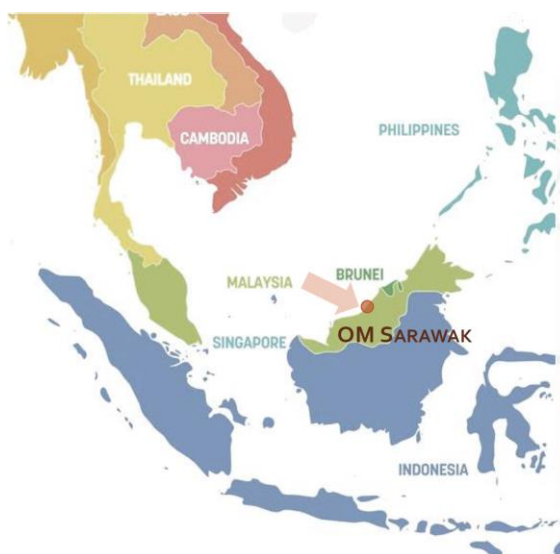 THAILAND
CAMBODIA
PHILIPPINES
MALAYSIA
BRUNEI
SINGAPORE
OM SARAWAK
INDONESIA